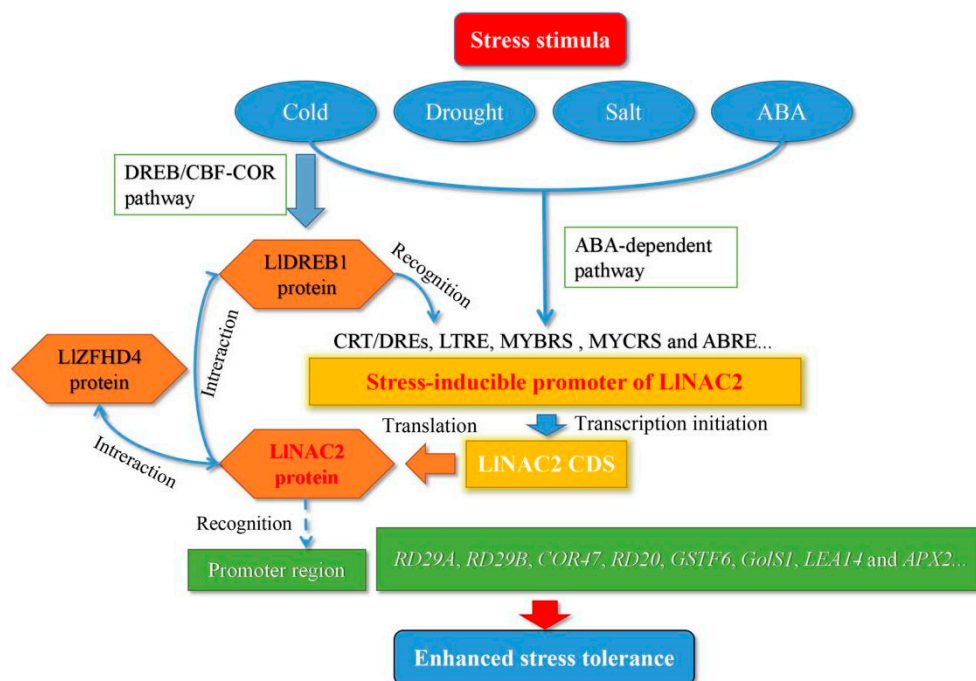 Stress stimula
Cold
Drought
Salt
ABA
DREB/CBF-COR
pathway
ABA-dependent
pathway
LlDREB1
protein
Recognition
Intreraction
LlZFHD4
protein
CRT/DREs, LTRE, MYBRS , MYCRS and ABRE...
Stress-inducible promoter of LlNAC2
Translation
Transcription initiation
Intreraction
LlNAC2
protein
LlNAC2 CDS
Recognition
Promoter region
RD29A, RD29B, COR47, RD20, GSTF6, GolS1, LEA14 and APX2...
Enhanced stress tolerance